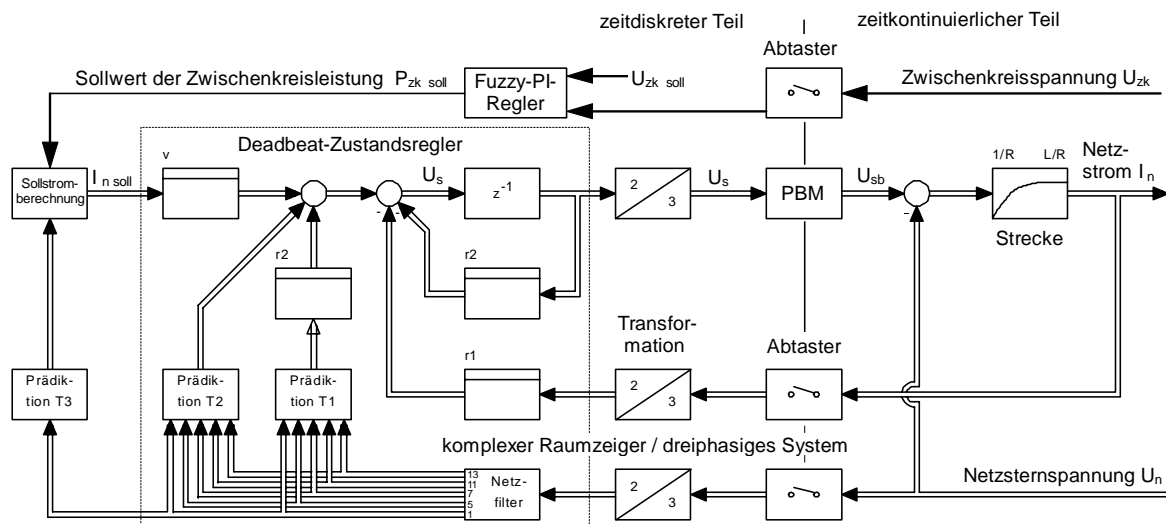 zeitdiskreter Teil
zeitkontinuierlicher Teil
Abtaster
Sollwert der Zwischenkreisleistung P zk soll
Fuzzy-PI-
Regler
U zk soll
Zwischenkreisspannung Uzk
Deadbeat-Zustandsregler
Sollstrom-
berechnung
I n soll
v
U s
z-1
2
3
U s
PBM
U sb
1/R
L/R
Netz-
strom I n
Strecke
-
-
-
r2
r2
r1
Transfor-
mation
2
3
Abtaster
Prädik-
tion T3
Prädik-
tion T2
Prädik-
tion T1
komplexer Raumzeiger / dreiphasiges System
13
11
7
5
1
Netz-
filter
2
3
Netzsternspannung Un